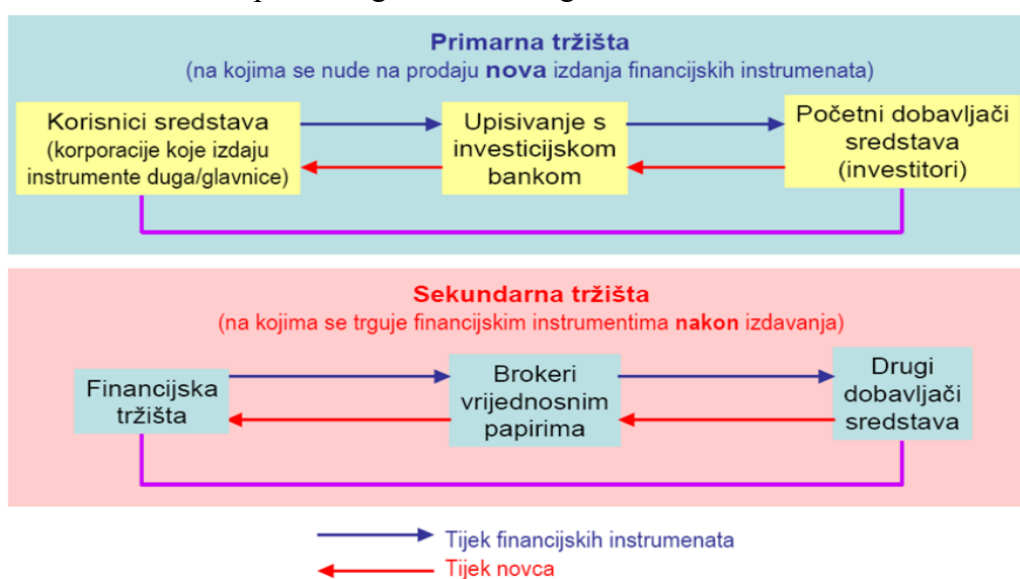 Primarna tržišta
(na kojima se nude na prodaju nova izdanja financijskih instrumenata)
Korisnici sredstava
(korporacije koje izdaju
instrumente duga/glavnice)
Upisivanje s
investicijskom
bankom
Početni dobavljači
sredstava
(investitori)
Sekundarna tržišta
(na kojima se trguje financijskim instrumentima nakon izdavanja)
Financijska
tržišta
Brokeri
vrijednosnim
papirima
Drugi
dobavljači
sredstava
Tijek financijskih instrumenata
Tijek novca